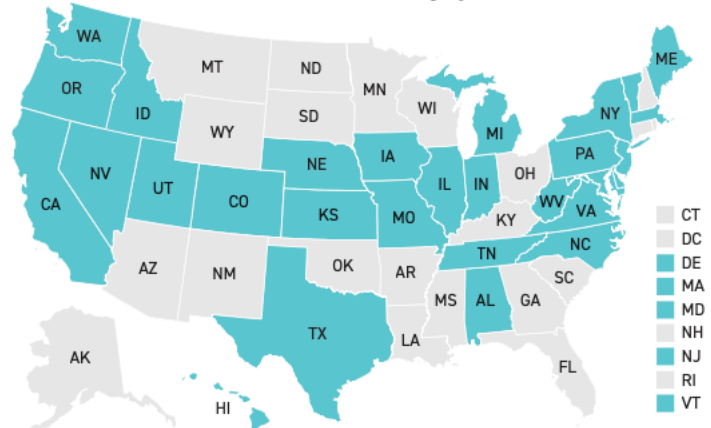 WA
ME
MT
ND
OR
MN
ID
SD
WI
NY
WY
MI
NE
IA
PA
NV
OH
UT
IL
IN
CO
WV
CA
KS
MO
VA
KY
CT
NC
DC
TN
DE
AZ
NM
OK
AR
SC
MA
MS
AL
GA
MD
TX
LA
NH
AK
FL
NJ
RI
HI
VT